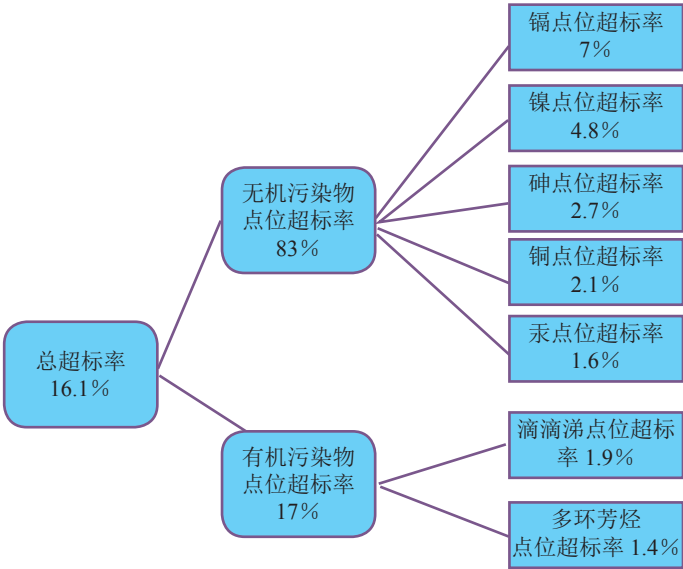 镉点位超标率
7％
镍点位超标率
4.8％
无机污染物
点位超标率
83％
砷点位超标率
2.7％
铜点位超标率
2.1％
汞点位超标率
1.6％
总超标率
16.1％
有机污染物
点位超标率
17％
滴滴涕点位超标
率 1.9％
多环芳烃
点位超标率 1.4％